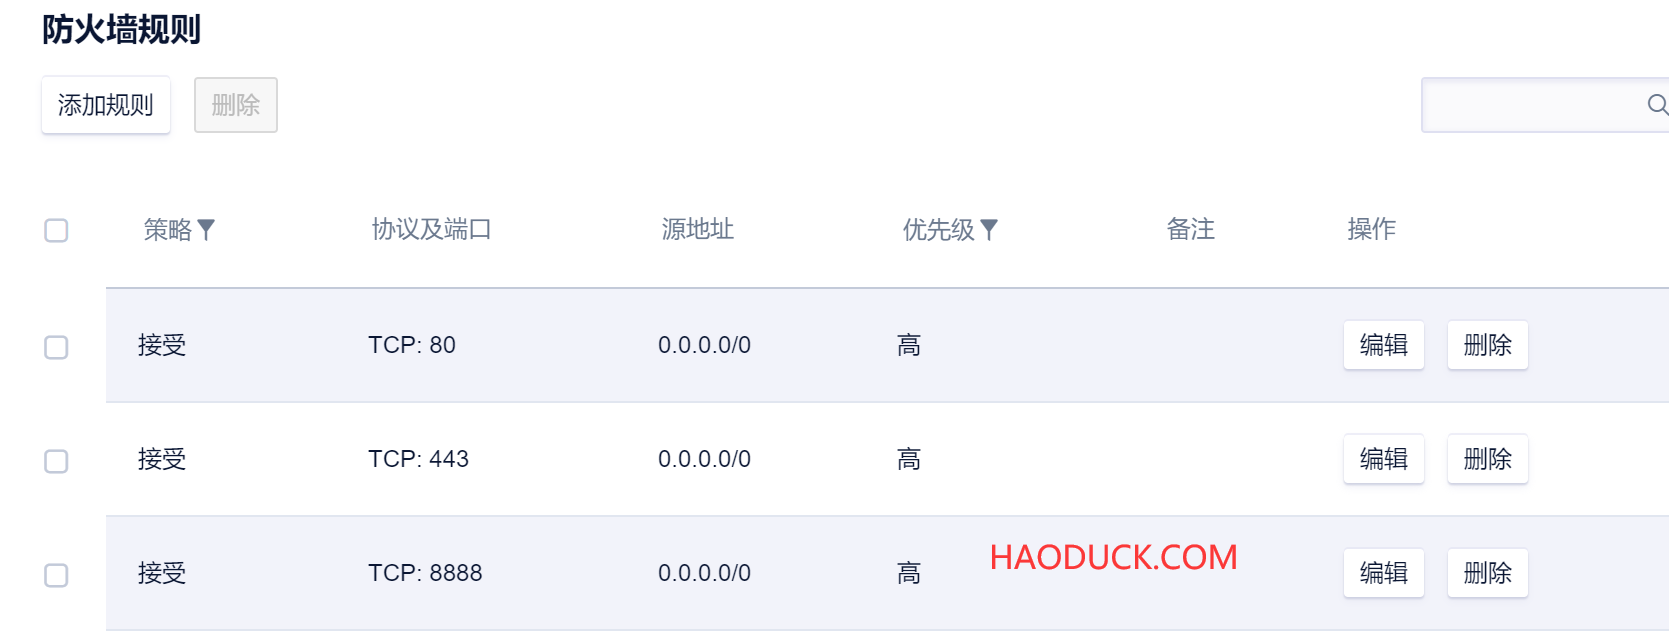 防火墙规则
添加规则 删除
策略 协议及端口 源地址 优先级 备注 操作
接受 TCP: 80 0.0.0.0/0 高 编辑 删除
接受 TCP: 443 0.0.0.0/0 高 编辑 删除
接受 TCP: 8888 0.0.0.0/0 高 HAODUCK.COM 编辑 删除